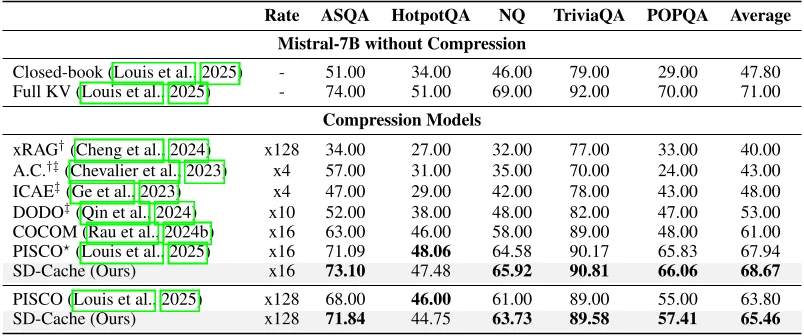 Rate ASQA HotpotQA NQ TriviaQA POPQA Average
Mistral-7B without Compression
Closed-book (Louis et al., 2025) - 51.00 34.00 46.00 79.00 29.00 47.80
Full KV (Louis et al., 2025) - 74.00 51.00 69.00 92.00 70.00 71.00
Compression Models
xRAG† (Cheng et al., 2024) x128 34.00 27.00 32.00 77.00 33.00 40.00
A.C.†‡ (Chevalier et al., 2023) x4 57.00 31.00 35.00 70.00 24.00 43.00
ICAE‡ (Ge et al., 2023) x4 47.00 29.00 42.00 78.00 43.00 48.00
DODO‡ (Qin et al., 2024) x10 52.00 38.00 48.00 82.00 47.00 53.00
COCOM (Rau et al., 2024b) x16 63.00 46.00 58.00 89.00 48.00 61.00
PISCO⋆ (Louis et al., 2025) x16 71.09 48.06 64.58 90.17 65.83 67.94
SD-Cache (Ours) x16 73.10 47.48 65.92 90.81 66.06 68.67
PISCO (Louis et al., 2025) x128 68.00 46.00 61.00 89.00 55.00 63.80
SD-Cache (Ours) x128 71.84 44.75 63.73 89.58 57.41 65.46